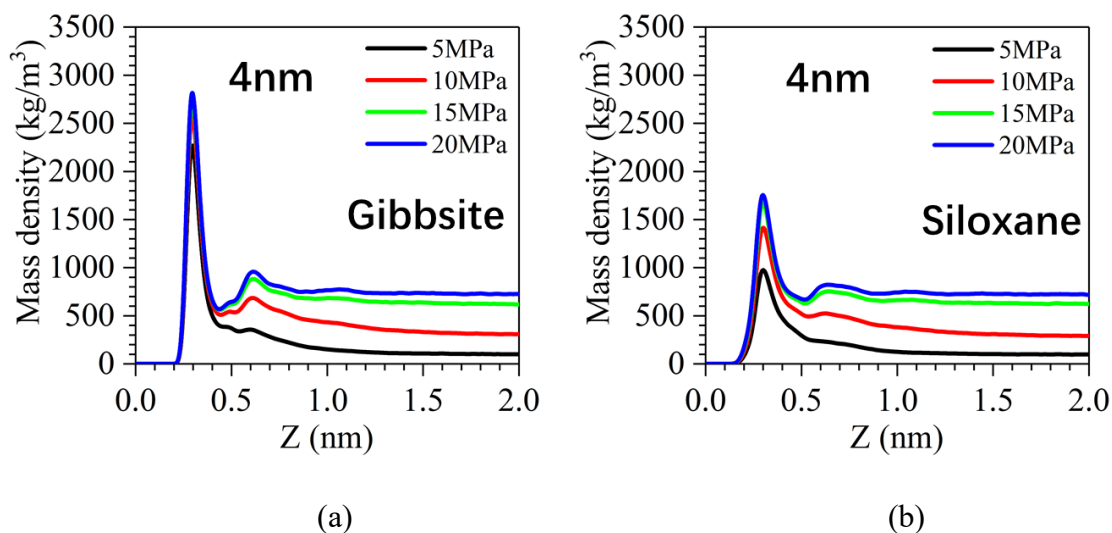 3500
3000
2500
2000
1500
1000
500
0
Mass density (kg/m³)
4nm
5MPa
10MPa
15MPa
20MPa
Gibbsite
0.0 0.5 1.0 1.5 2.0
Z (nm)
(a)
3500
3000
2500
2000
1500
1000
500
0
Mass density (kg/m³)
4nm
5MPa
10MPa
15MPa
20MPa
Siloxane
0.0 0.5 1.0 1.5 2.0
Z (nm)
(b)